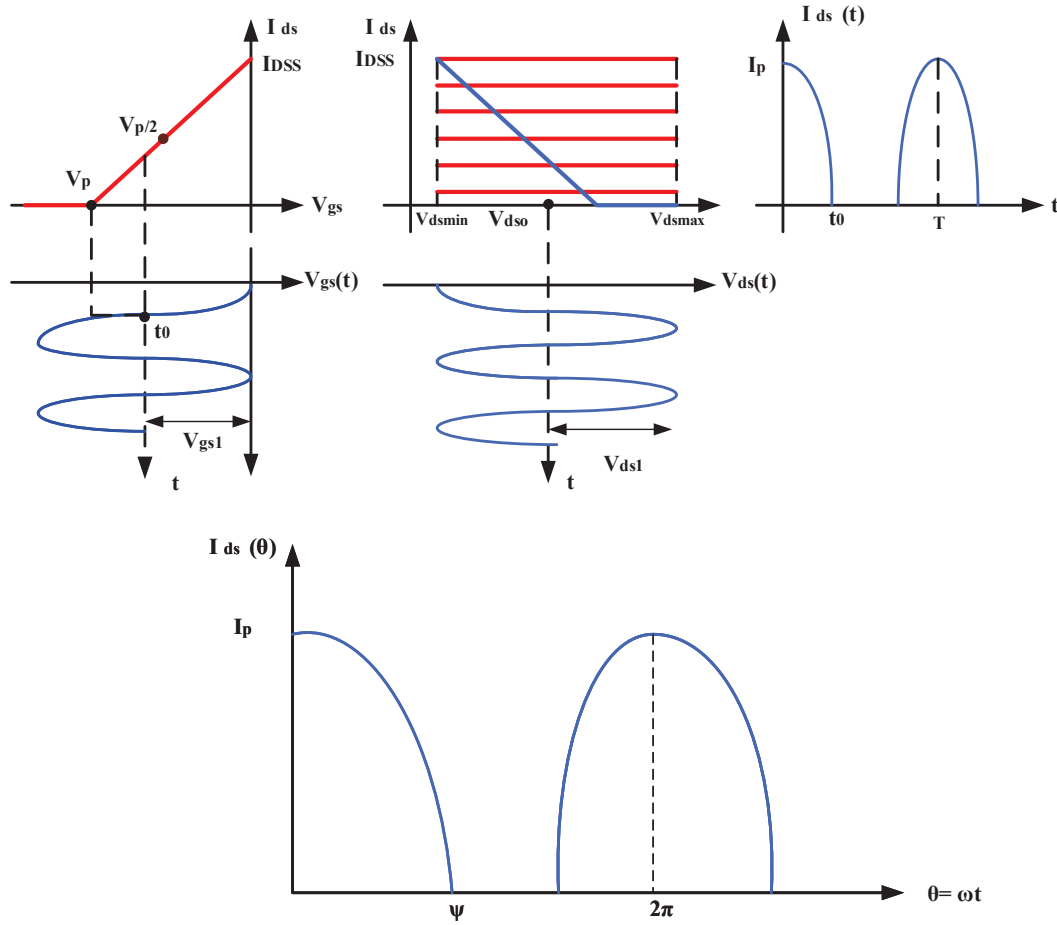 I ds
IDSS
Vp/2
Vp
Vgs
Vgs(t)
t0
Vgs1
t
I ds
IDSS
Vdsmin
Vdso
Vdsmax
Vds(t)
Vds1
t
I ds (t)
Ip
t0
T
t
I ds (θ)
Ip
ψ
2π
θ= ωt